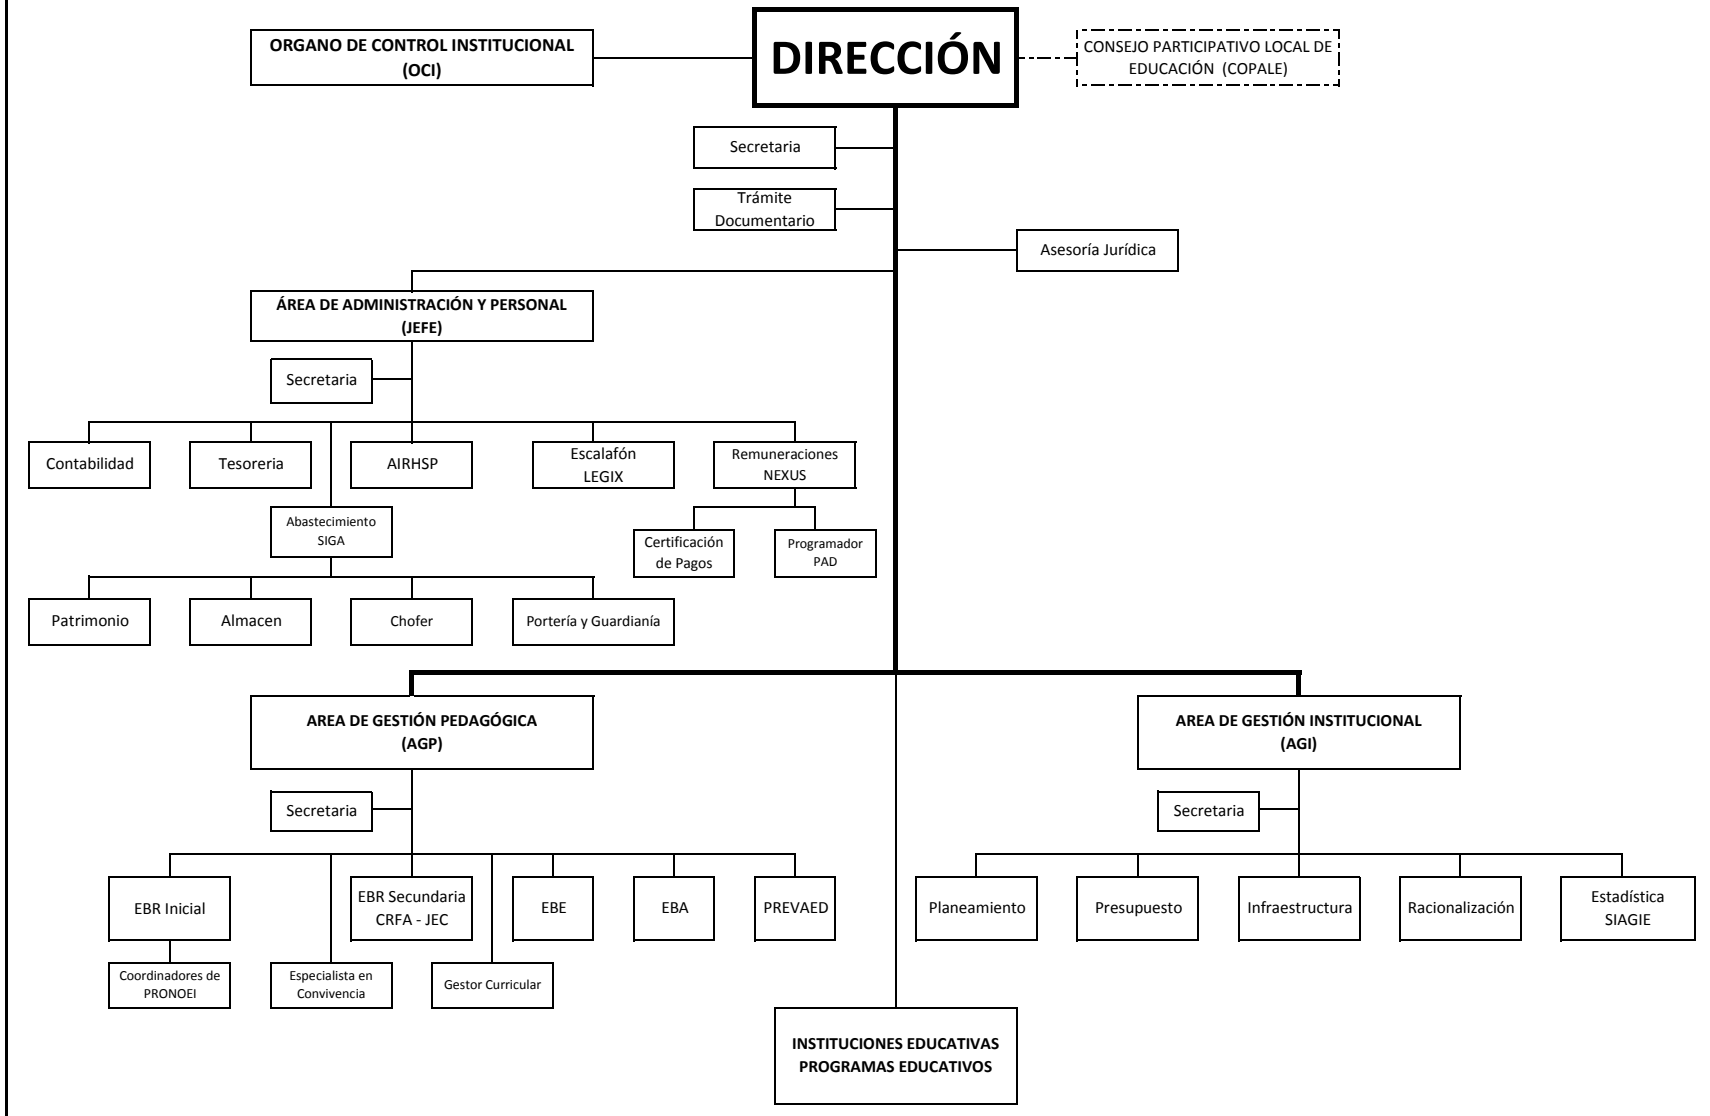 ORGANO DE CONTROL INSTITUCIONAL
(OCI)
DIRECCIÓN
CONSEJO PARTICIPATIVO LOCAL DE
EDUCACIÓN (COPALE)
Secretaria
Trámite
Documentario
Asesoría Jurídica
ÁREA DE ADMINISTRACIÓN Y PERSONAL
(JEFE)
Secretaria
Contabilidad
Tesoreria
AIRHSP
Escalafón
LEGIX
Remuneraciones
NEXUS
Abastecimiento
SIGA
Certificación
de Pagos
Programador
PAD
Patrimonio
Almacen
Chofer
Portería y Guardianía
AREA DE GESTIÓN PEDAGÓGICA
(AGP)
AREA DE GESTIÓN INSTITUCIONAL
(AGI)
Secretaria
Secretaria
EBR Inicial
EBR Secundaria
CRFA - JEC
EBE
EBA
PREVAED
Planeamiento
Presupuesto
Infraestructura
Racionalización
Estadística
SIAGIE
Coordinadores de
PRONOEI
Especialista en
Convivencia
Gestor Curricular
INSTITUCIONES EDUCATIVAS
PROGRAMAS EDUCATIVOS